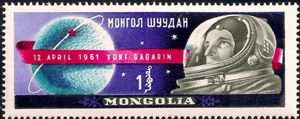 МОНГОЛ ШУУДАН
12 APRIL 1961 YURI GAGARIN
1
MONGOLIA